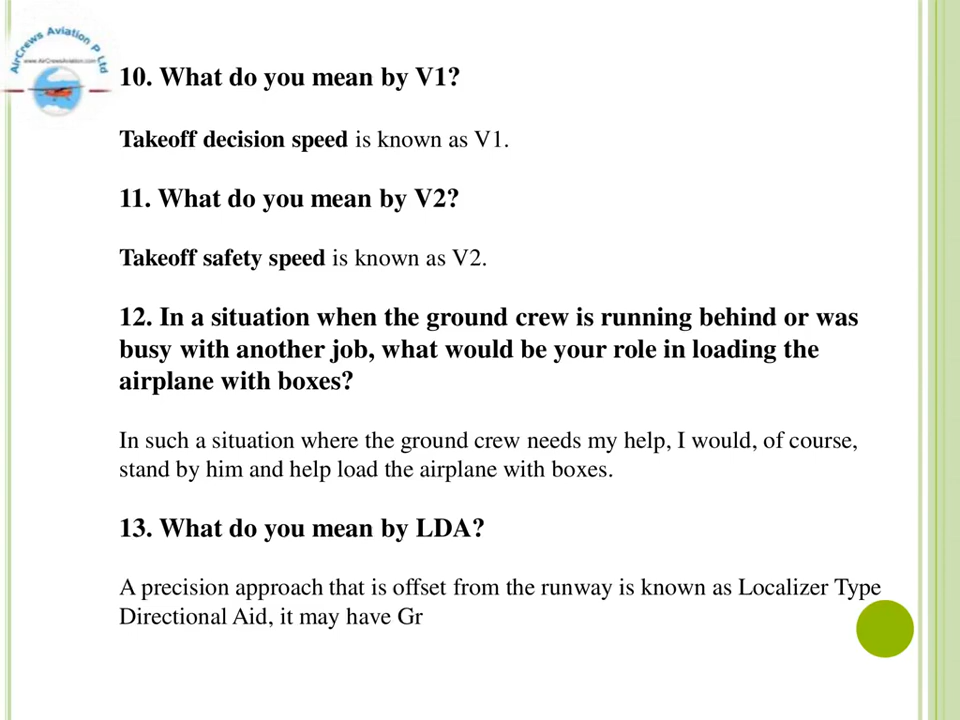 AirCrews Aviation P Ltd
www.AirCrewsAviation.com
10. What do you mean by V1?
Takeoff decision speed is known as V1.
11. What do you mean by V2?
Takeoff safety speed is known as V2.
12. In a situation when the ground crew is running behind or was
busy with another job, what would be your role in loading the
airplane with boxes?
In such a situation where the ground crew needs my help, I would, of course,
stand by him and help load the airplane with boxes.
13. What do you mean by LDA?
A precision approach that is offset from the runway is known as Localizer Type
Directional Aid, it may have Gr